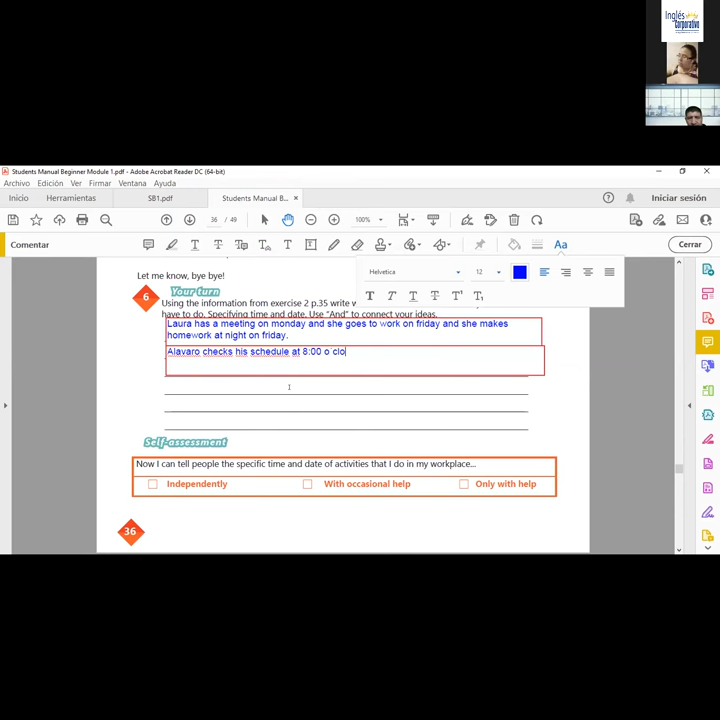 Inglés
Corporativo
Students Manual Beginner Module 1.pdf - Adobe Acrobat Reader DC (64-bit)
Archivo Edición Ver Firmar Ventana Ayuda
Inicio Herramientas SB1.pdf Students Manual B... × Iniciar sesión
36 / 49 100%
Comentar Aa Cerrar
Let me know, bye bye!
Helvetica 12
6 Your turn
Using the information from exercise 2 p.35 write w
have to do. Specifying time and date. Use “And” to connect your ideas.
Laura has a meeting on monday and she goes to work on friday and she makes
homework at night on friday.
Alavaro checks his schedule at 8:00 o´clo
Self-assessment
Now I can tell people the specific time and date of activities that I do in my workplace...
Independently With occasional help Only with help
36